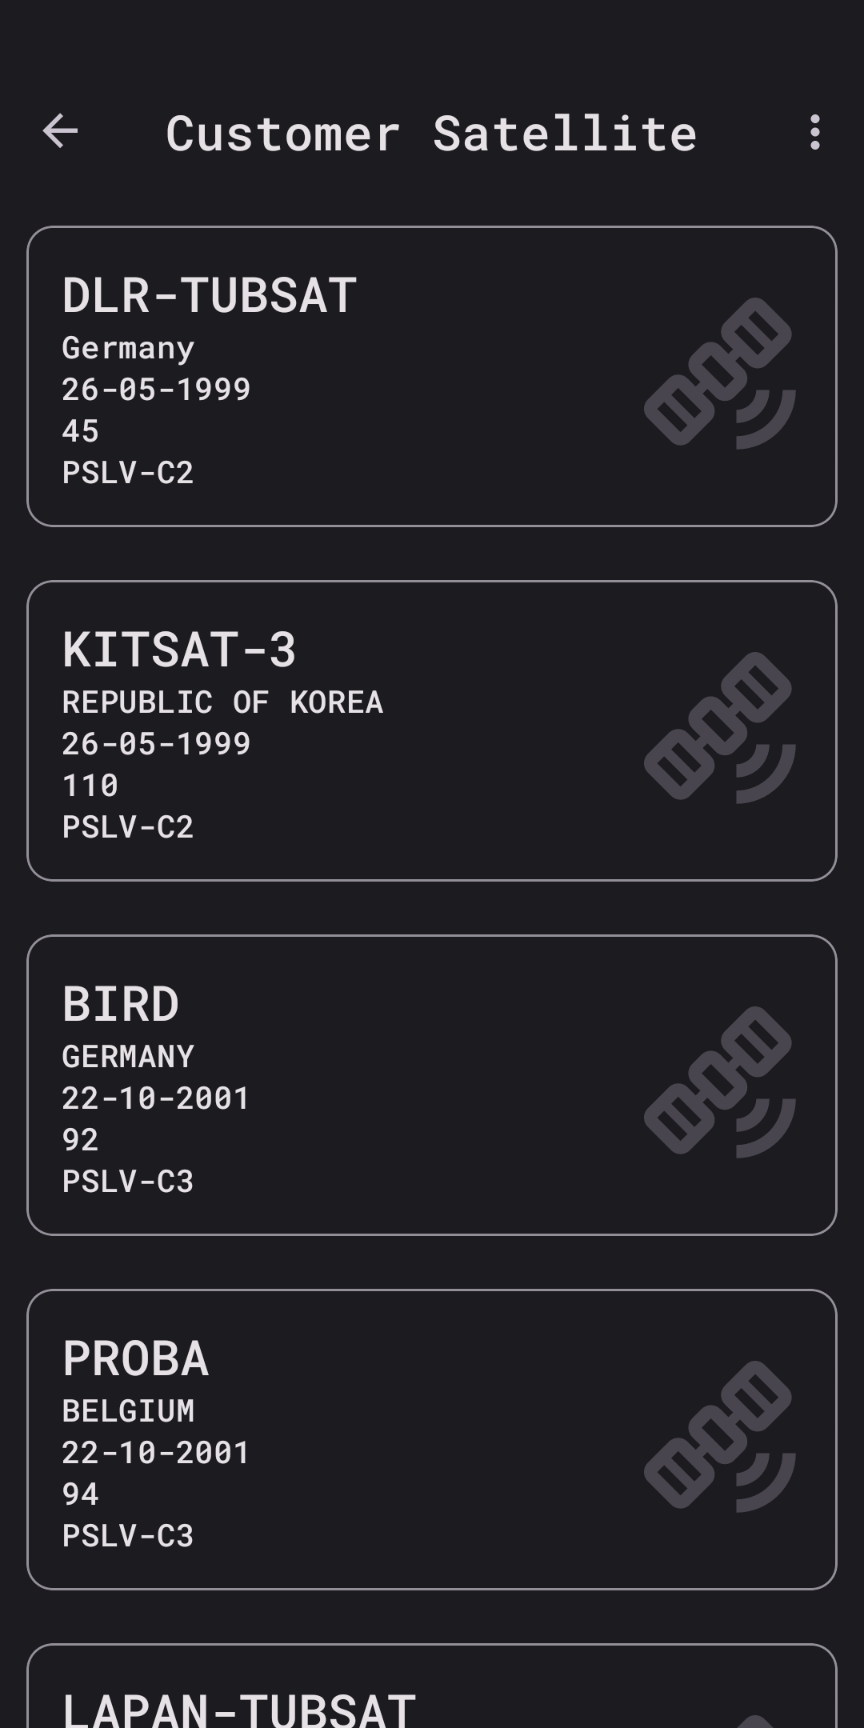 Customer Satellite
DLR-TUBSAT
Germany
26-05-1999
45
PSLV-C2
KITSAT-3
REPUBLIC OF KOREA
26-05-1999
110
PSLV-C2
BIRD
GERMANY
22-10-2001
92
PSLV-C3
PROBA
BELGIUM
22-10-2001
94
PSLV-C3
LAPAN-TUBSAT